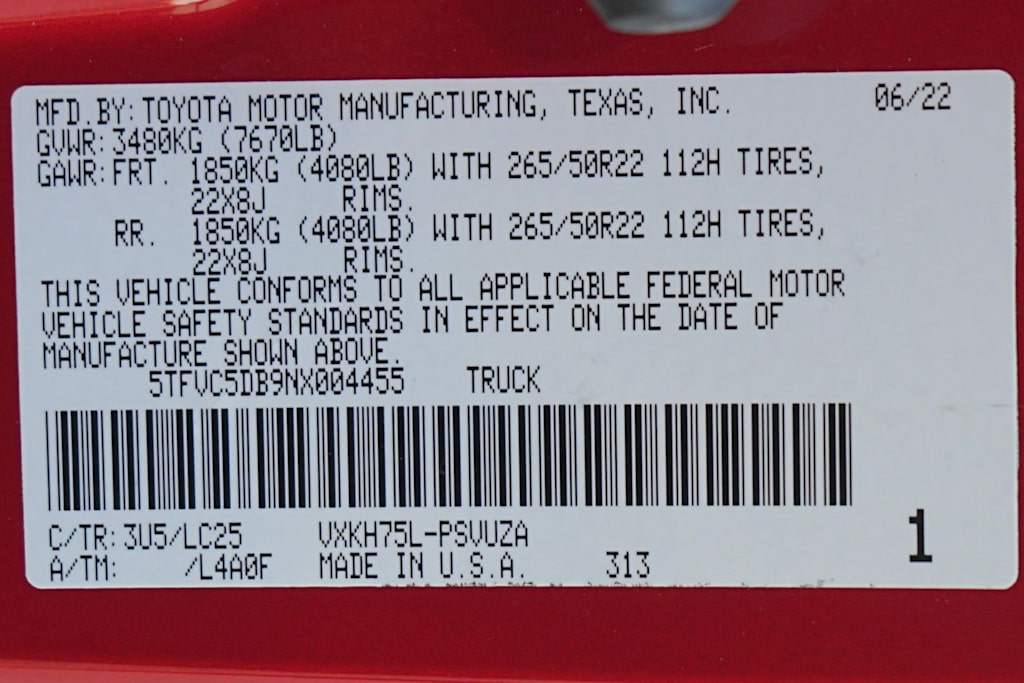 MFD.BY: TOYOTA MOTOR MANUFACTURING, TEXAS, INC. 06/22
GVWR: 3480KG (7670LB)
GAWR: FRT. 1850KG (4080LB) WITH 265/50R22 112H TIRES,
22X8J RIMS.
RR. 1850KG (4080LB) WITH 265/50R22 112H TIRES,
22X8J RIMS.
THIS VEHICLE CONFORMS TO ALL APPLICABLE FEDERAL MOTOR
VEHICLE SAFETY STANDARDS IN EFFECT ON THE DATE OF
MANUFACTURE SHOWN ABOVE.
5TFVC5DB9NX004455 TRUCK
C/TR: 3U5/LC25 VXKH75L-PSVUZA
A/TM: /L4A0F MADE IN U.S.A. 313
1